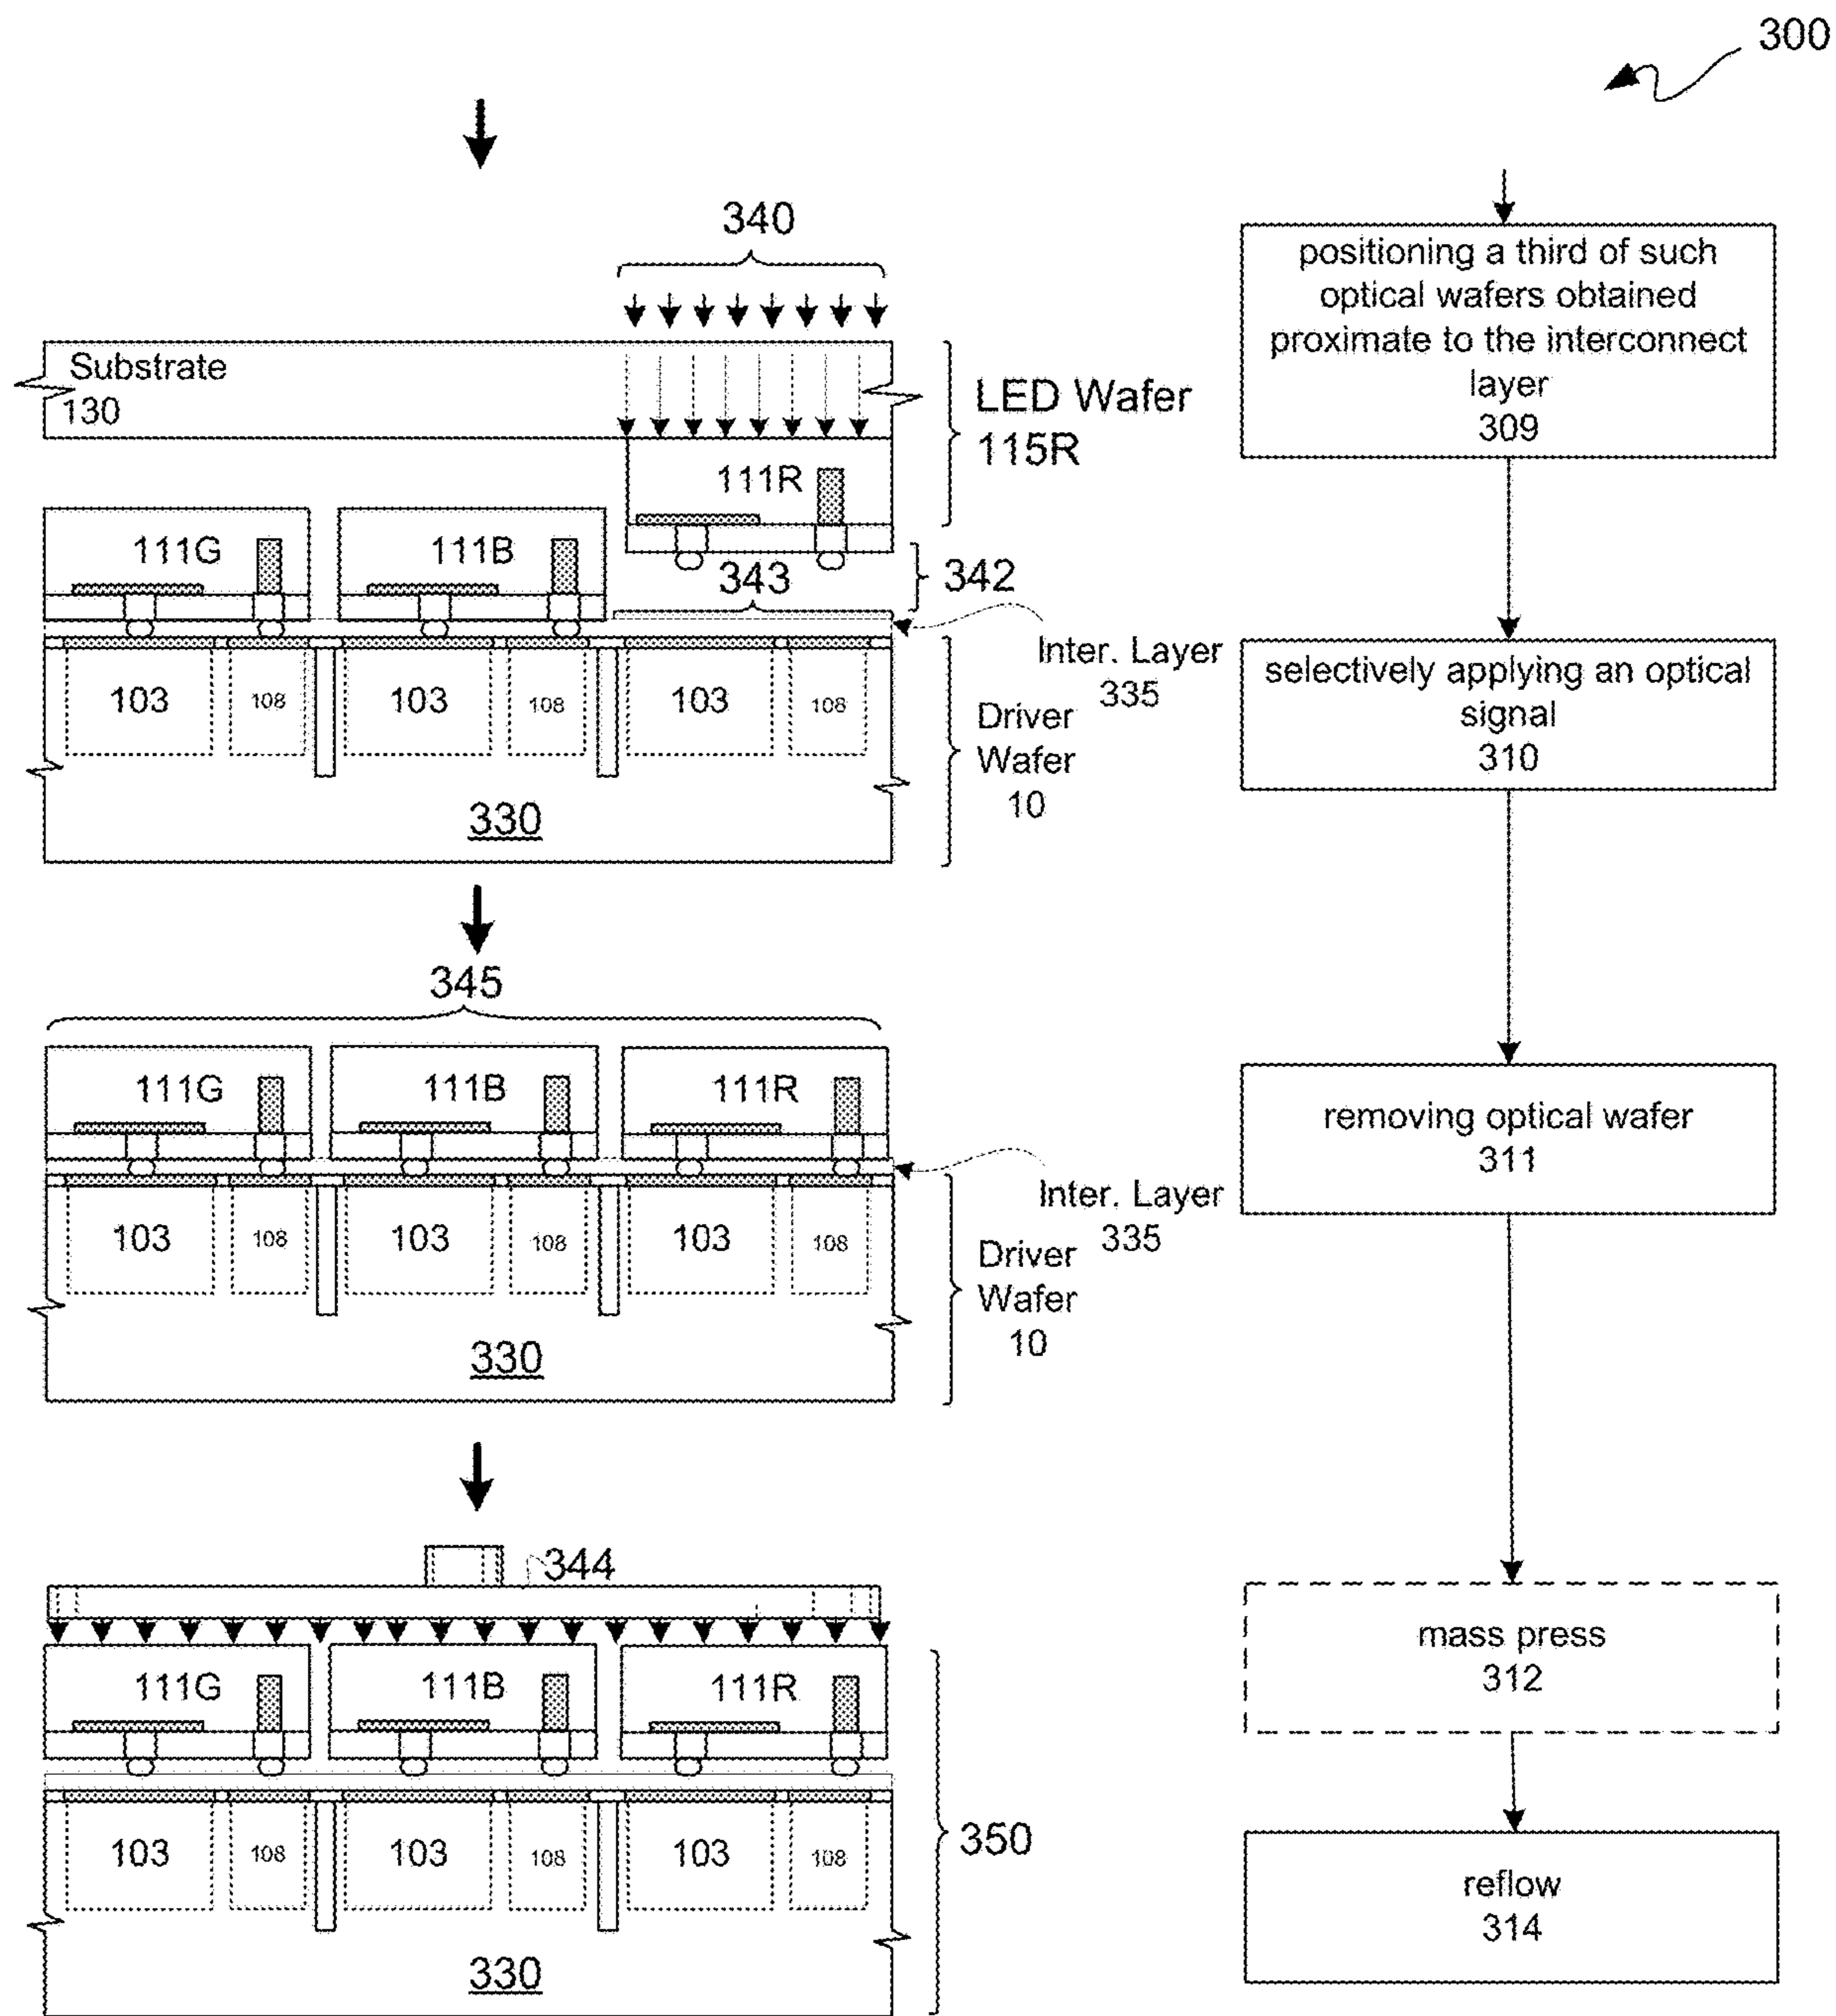 300
340
Substrate
130
LED Wafer
115R
111R
111G
111B
343
342
Inter. Layer
335
103
108
103
108
103
108
Driver
Wafer
10
330
345
111G
111B
111R
Inter. Layer
335
103
108
103
108
103
108
Driver
Wafer
10
330
344
111G
111B
111R
103
108
103
108
103
108
350
330
positioning a third of such
optical wafers obtained
proximate to the interconnect
layer
309
selectively applying an optical
signal
310
removing optical wafer
311
mass press
312
reflow
314